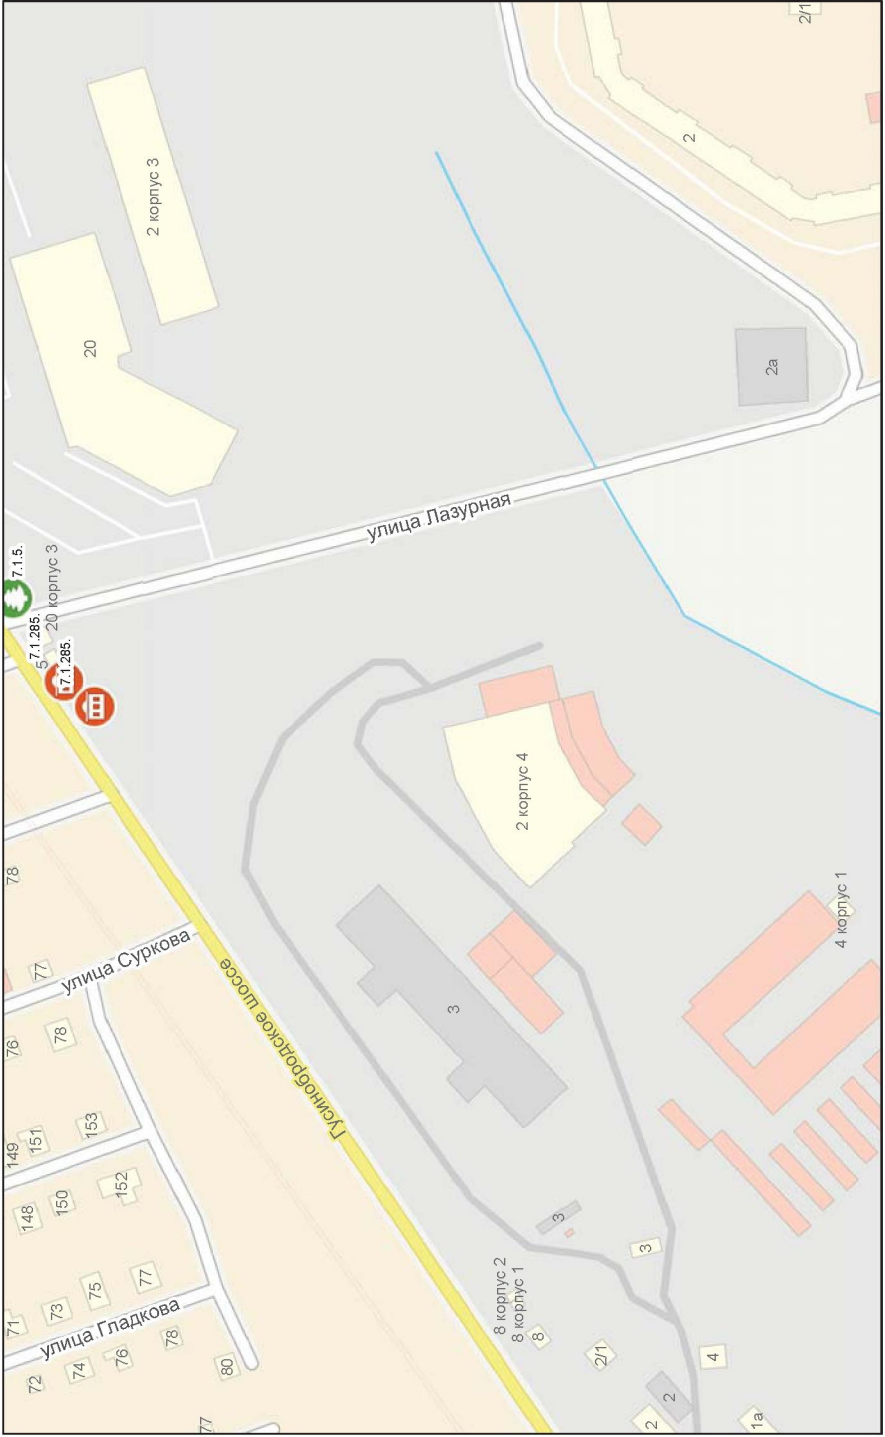 2/1
2
2 корпус 3
20
2а
улица Лазурная
7.1.5.
20 корпус 3
7.1.285.
5
7.1.285.
2 корпус 4
78
4 корпус 1
77
улица Суркова
Гусинобродское шоссе
3
76
78
149
151
153
148
150
152
3
3
71
73
75
77
8 корпус 2
8 корпус 1
улица Гладкова
8
72
74
76
78
80
2/1
4
2
77
2
1а